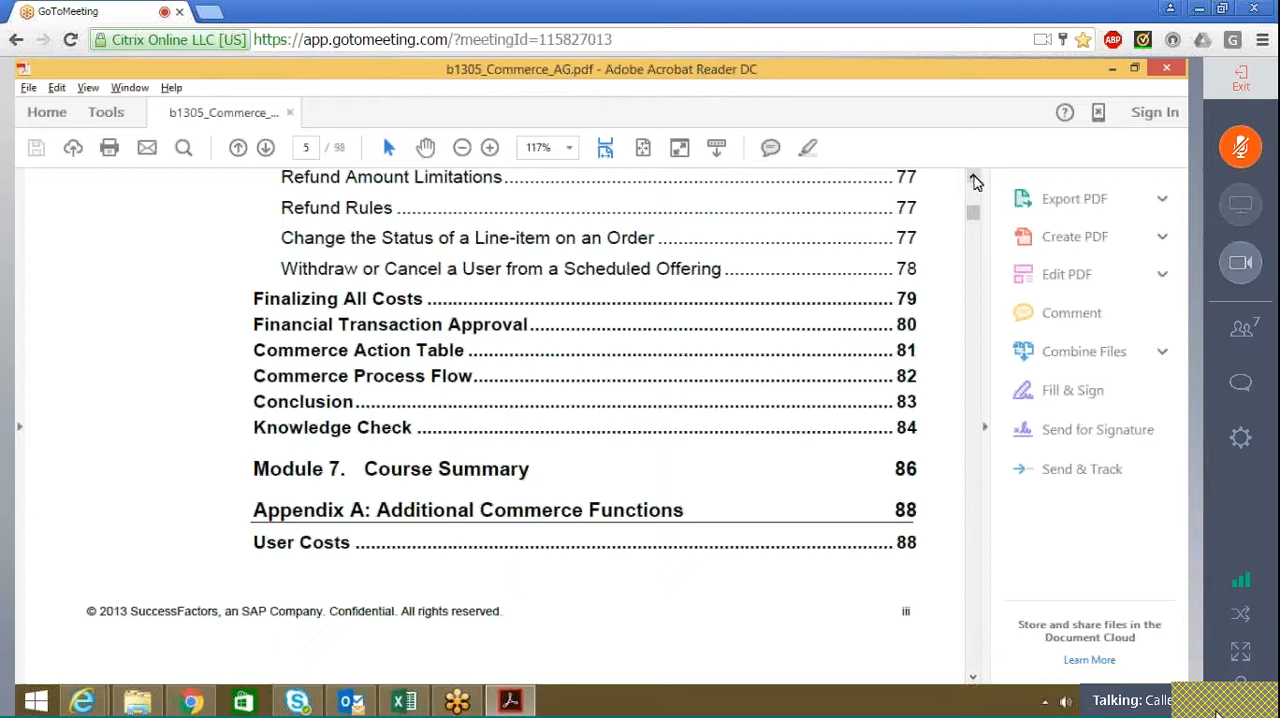 GoToMeeting
Citrix Online LLC [US] https://app.gotomeeting.com/?meetingId=115827013
ABP
G
b1305_Commerce_AG.pdf - Adobe Acrobat Reader DC
File Edit View Window Help
Exit
Home Tools b1305_Commerce_... Sign In
5 / 98 117%
Refund Amount Limitations 77
Refund Rules 77
Change the Status of a Line-item on an Order 77
Withdraw or Cancel a User from a Scheduled Offering 78
Finalizing All Costs 79
Financial Transaction Approval 80
Commerce Action Table 81
Commerce Process Flow 82
Conclusion 83
Knowledge Check 84
Module 7. Course Summary 86
Appendix A: Additional Commerce Functions 88
User Costs 88
© 2013 SuccessFactors, an SAP Company. Confidential. All rights reserved. iii
Export PDF
Create PDF
Edit PDF
Comment
Combine Files
Fill & Sign
Send for Signature
Send & Track
Store and share files in the
Document Cloud
Learn More
7
Talking: